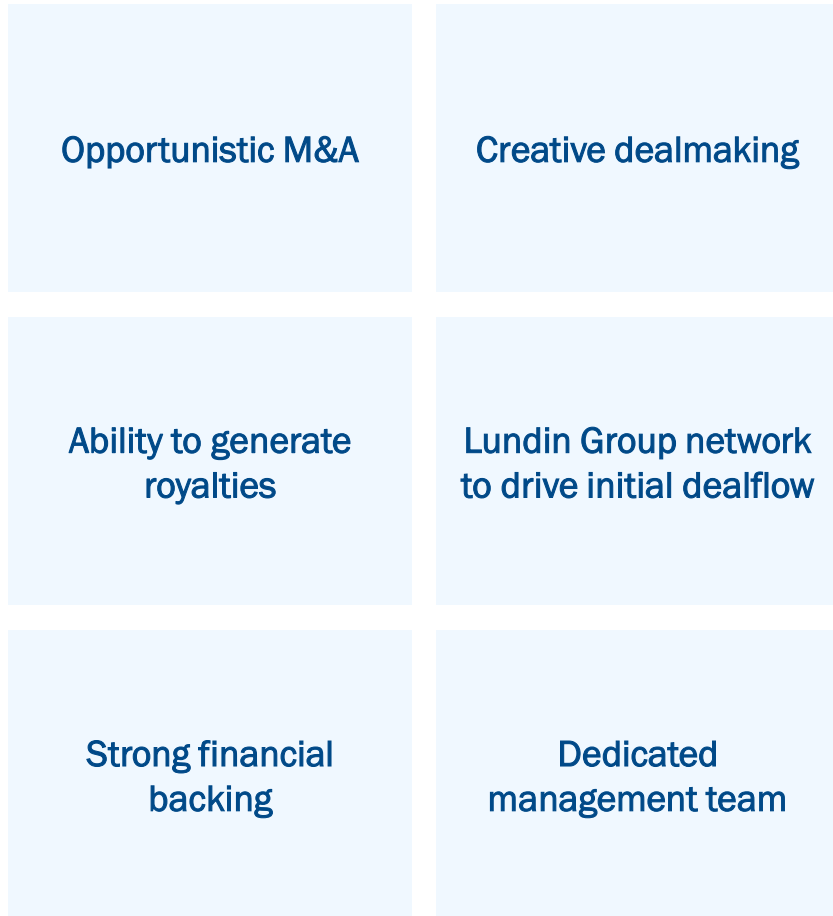 Opportunistic M&A
Creative dealmaking
Ability to generate
royalties
Lundin Group network
to drive initial dealflow
Strong financial
backing
Dedicated
management team